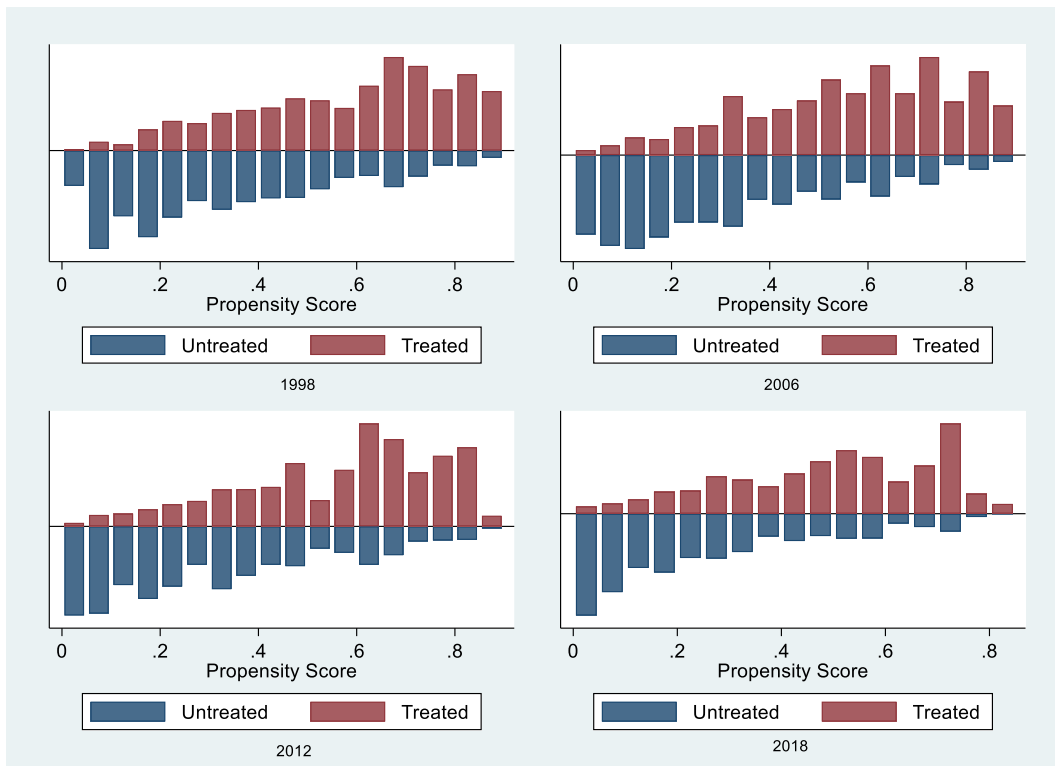 0 .2 .4 .6 .8
Propensity Score
Untreated Treated
1998
0 .2 .4 .6 .8
Propensity Score
Untreated Treated
2006
0 .2 .4 .6 .8
Propensity Score
Untreated Treated
2012
0 .2 .4 .6 .8
Propensity Score
Untreated Treated
2018